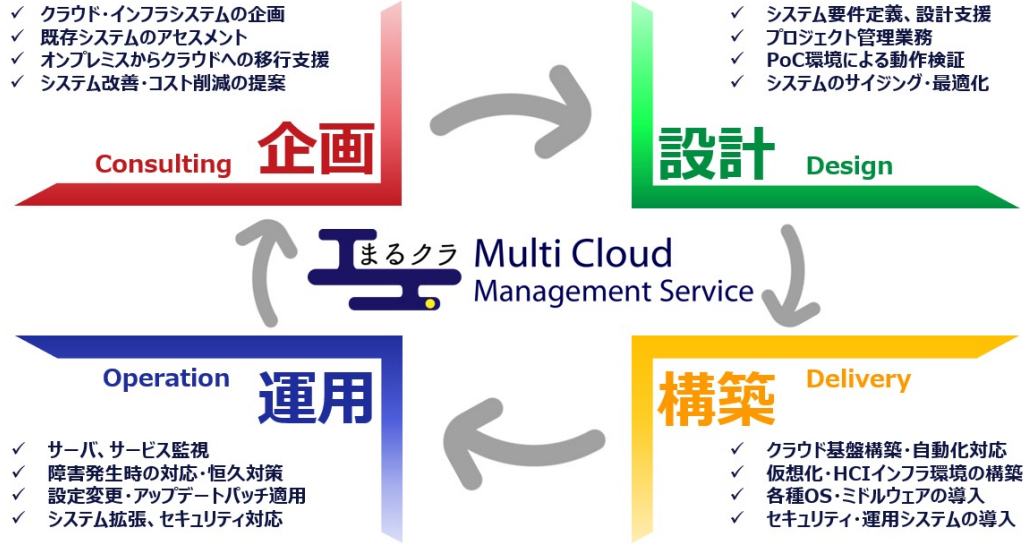 ✓ クラウド・インフラシステムの企画
✓ 既存システムのアセスメント
✓ オンプレミスからクラウドへの移行支援
✓ システム改善・コスト削減の提案
Consulting 企画
✓ システム要件定義、設計支援
✓ プロジェクト管理業務
✓ PoC環境による動作検証
✓ システムのサイジング・最適化
設計 Design
まるクラ
Multi Cloud
Management Service
Operation 運用
✓ サーバ、サービス監視
✓ 障害発生時の対応・恒久対策
✓ 設定変更・アップデートパッチ適用
✓ システム拡張、セキュリティ対応
構築 Delivery
✓ クラウド基盤構築・自動化対応
✓ 仮想化・HCIインフラ環境の構築
✓ 各種OS・ミドルウェアの導入
✓ セキュリティ・運用システムの導入